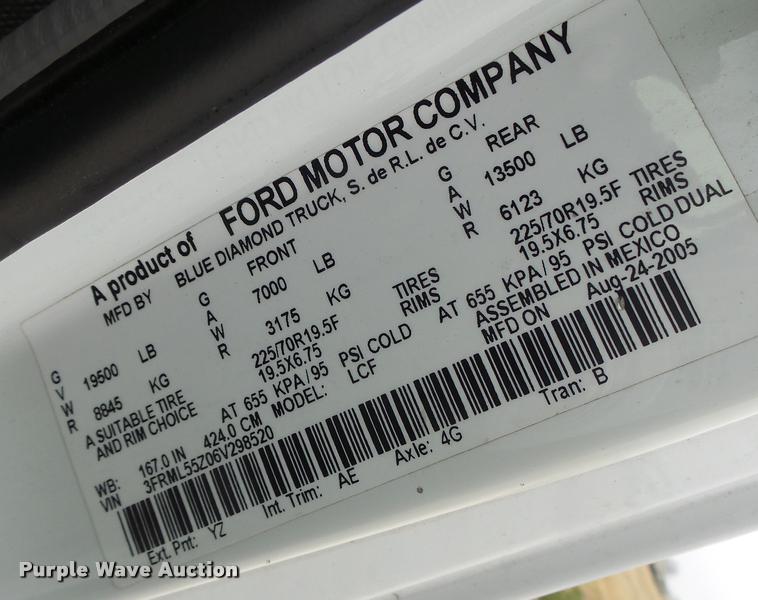 A product of FORD MOTOR COMPANY
MFD BY BLUE DIAMOND TRUCK, S. de R.L. de C.V.
FRONT REAR
GVWR 19500 LB GAWR 7000 LB GAWR 13500 LB
8845 KG 3175 KG 6123 KG
A SUITABLE TIRE 225/70R19.5F TIRES 225/70R19.5F TIRES
AND RIM CHOICE 19.5X6.75 RIMS 19.5X6.75 RIMS
AT 655 KPA/95 PSI COLD AT 655 KPA/95 PSI COLD DUAL
WB: 167.0 IN 424.0 CM MODEL: LCF ASSEMBLED IN MEXICO
VIN 3FRML55Z06V298520 MFD ON Aug-24-2005
Ext. Pnt: YZ Int. Trim: AE Axle: 4G Tran: B
Purple Wave Auction